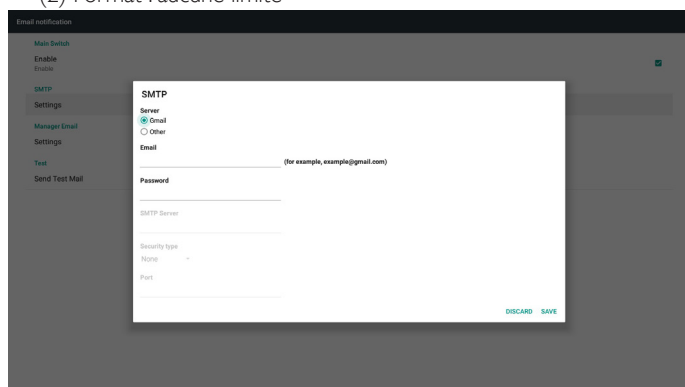 (2) Format :aucune limite
Email notification
Main Switch
Enable
Enable
SMTP
Settings
Manager Email
Settings
Test
Send Test Mail
SMTP
Server
Gmail
Other
Email
(for example, example@gmail.com)
Password
SMTP Server
Security type
None
Port
DISCARD SAVE